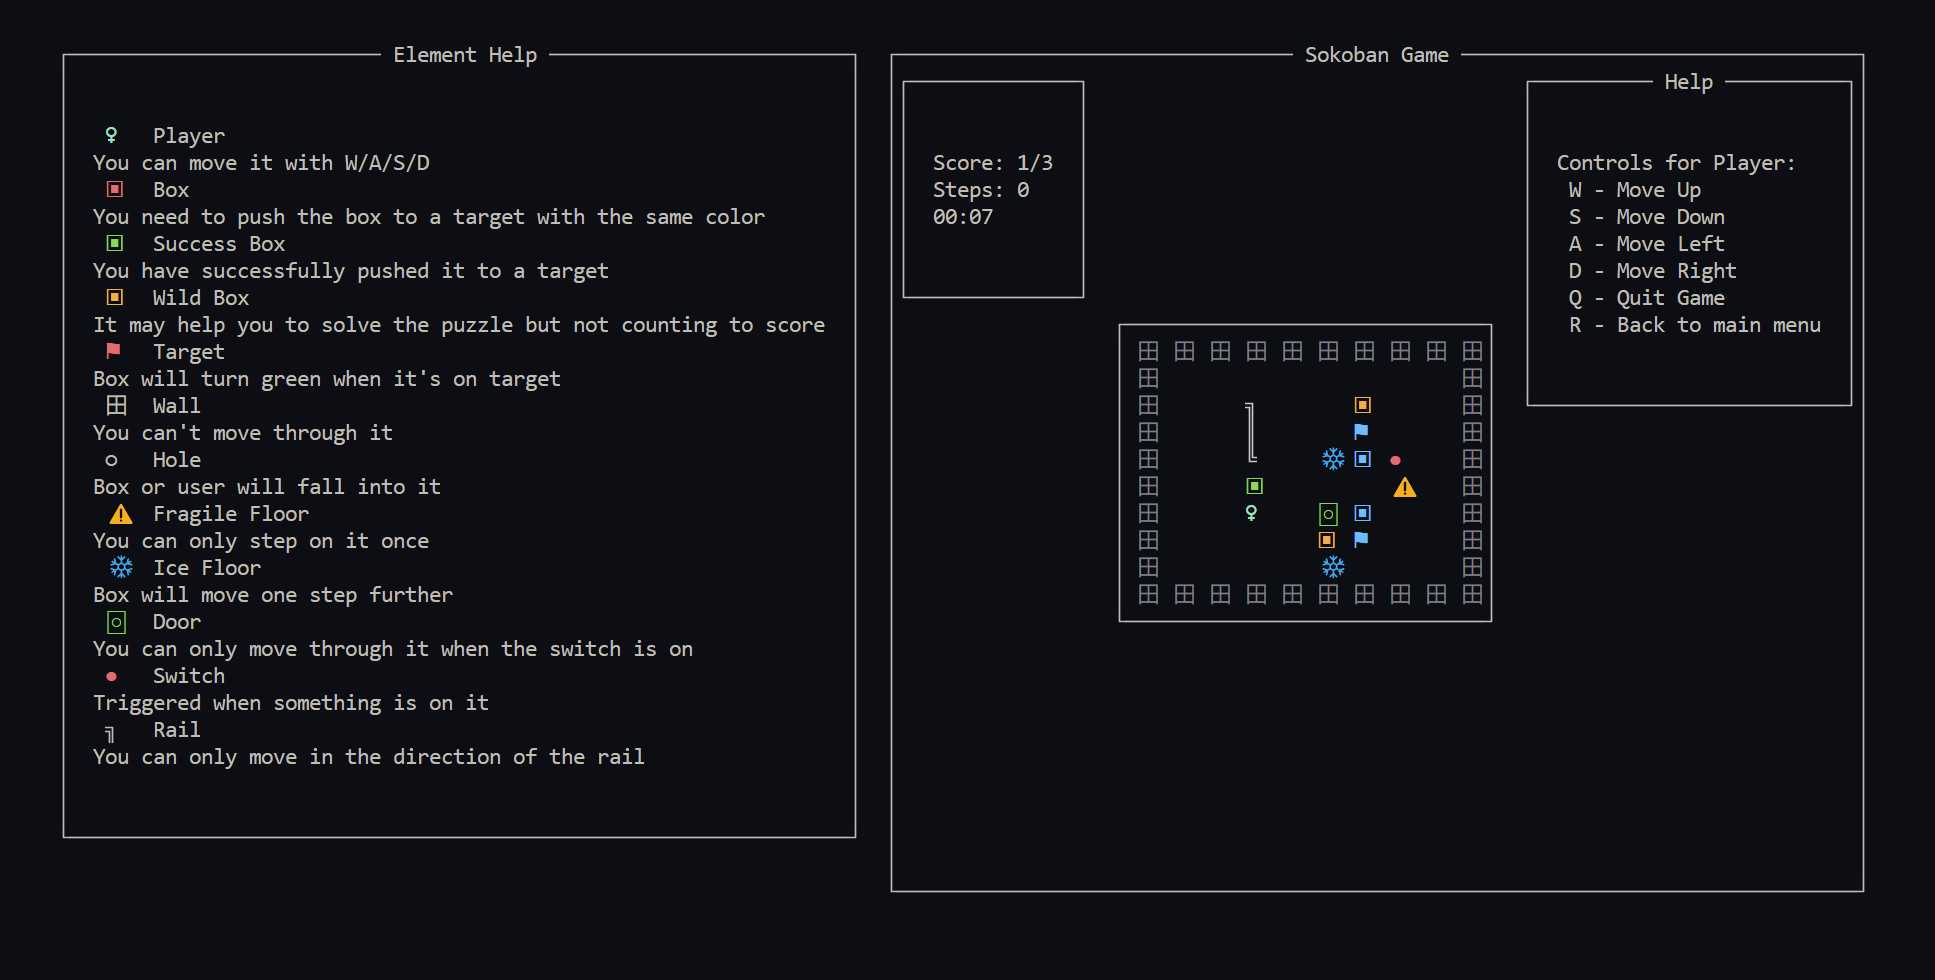 Element Help
Player
You can move it with W/A/S/D
Box
You need to push the box to a target with the same color
Success Box
You have successfully pushed it to a target
Wild Box
It may help you to solve the puzzle but not counting to score
Target
Box will turn green when it's on target
Wall
You can't move through it
Hole
Box or user will fall into it
Fragile Floor
You can only step on it once
Ice Floor
Box will move one step further
Door
You can only move through it when the switch is on
Switch
Triggered when something is on it
Rail
You can only move in the direction of the rail
Sokoban Game
Score: 1/3
Steps: 0
00:07
Help
Controls for Player:
W - Move Up
S - Move Down
A - Move Left
D - Move Right
Q - Quit Game
R - Back to main menu